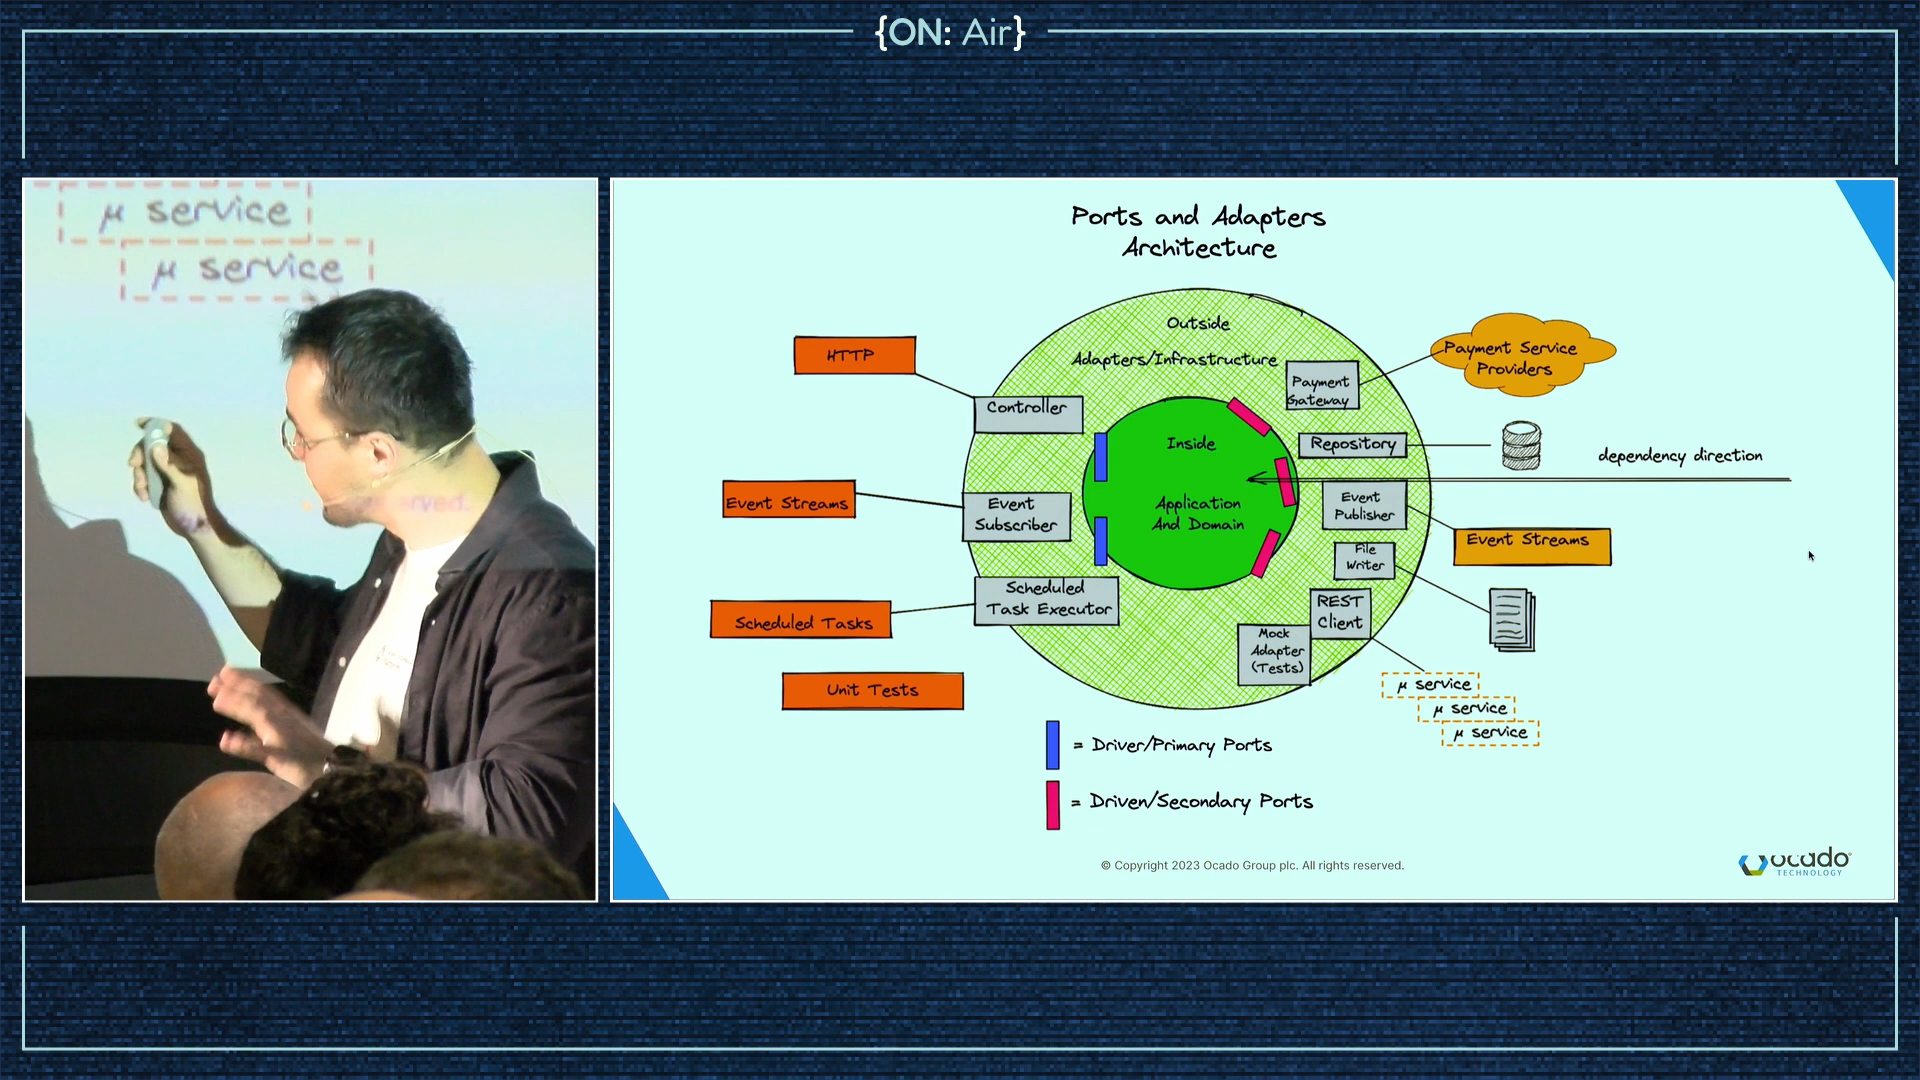 {ON: Air}
μ service
μ service
Ports and Adapters
Architecture
Outside
Adapters/Infrastructure
HTTP
Controller
Payment
Gateway
Payment Service
Providers
Inside
Repository
dependency direction
Event Streams
Event
Subscriber
Application
And Domain
Event
Publisher
Event Streams
File
Writer
Scheduled Tasks
Scheduled
Task Executor
REST
Client
Mock
Adapter
(Tests)
Unit Tests
μ service
μ service
μ service
= Driver/Primary Ports
= Driven/Secondary Ports
© Copyright 2023 Ocado Group plc. All rights reserved.
ocado
TECHNOLOGY